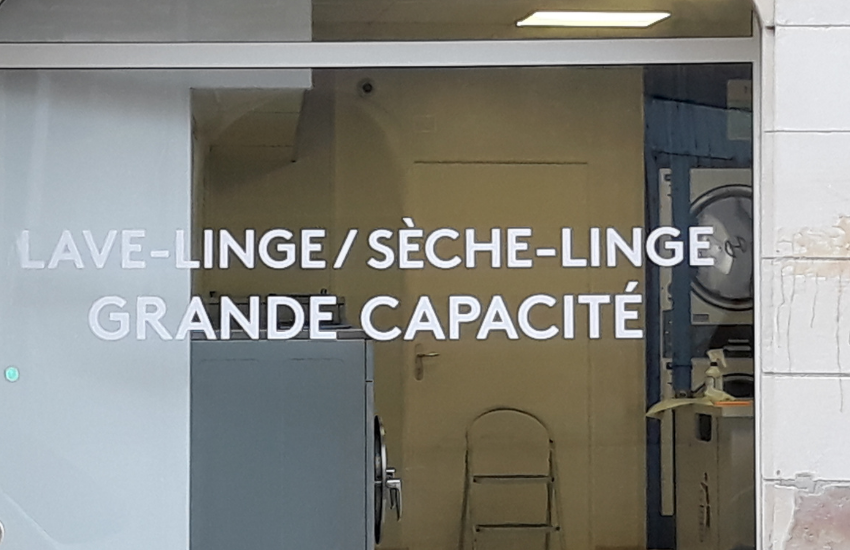 LAVE-LINGE/SÈCHE-LINGE
GRANDE CAPACITÉ